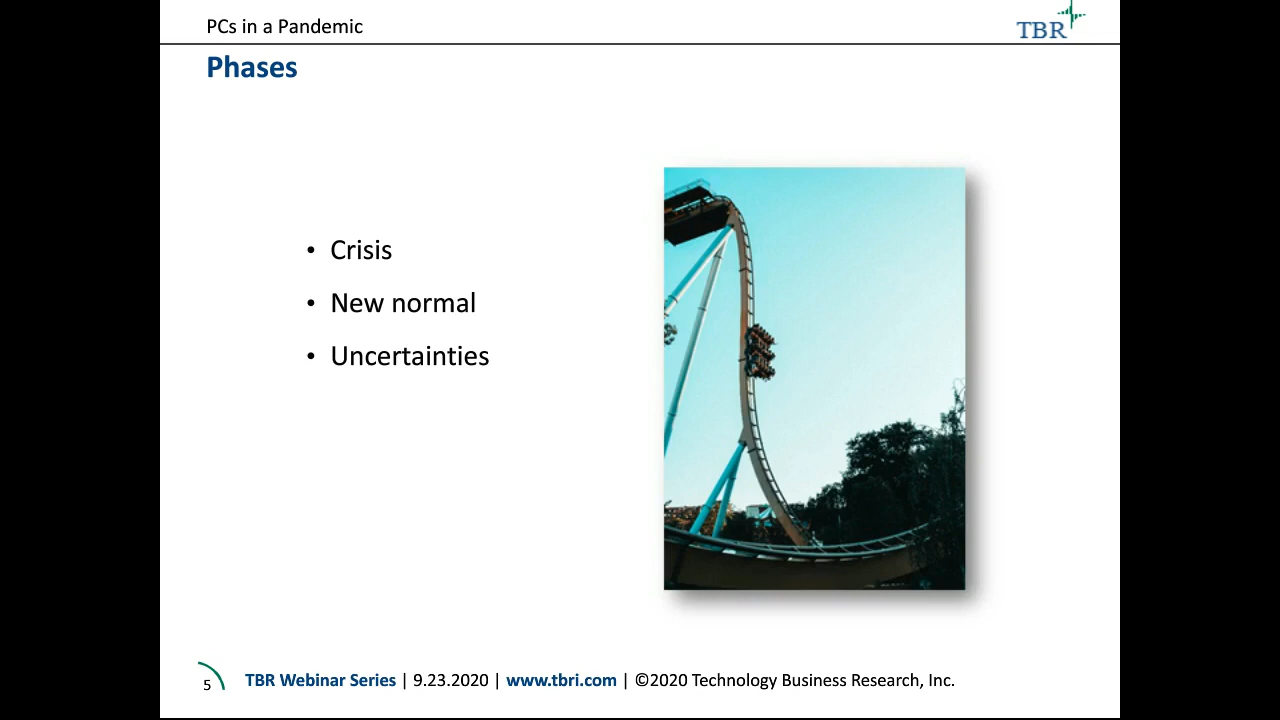 PCs in a Pandemic
TBR
Phases
• Crisis
• New normal
• Uncertainties
5
TBR Webinar Series | 9.23.2020 | www.tbri.com | ©2020 Technology Business Research, Inc.